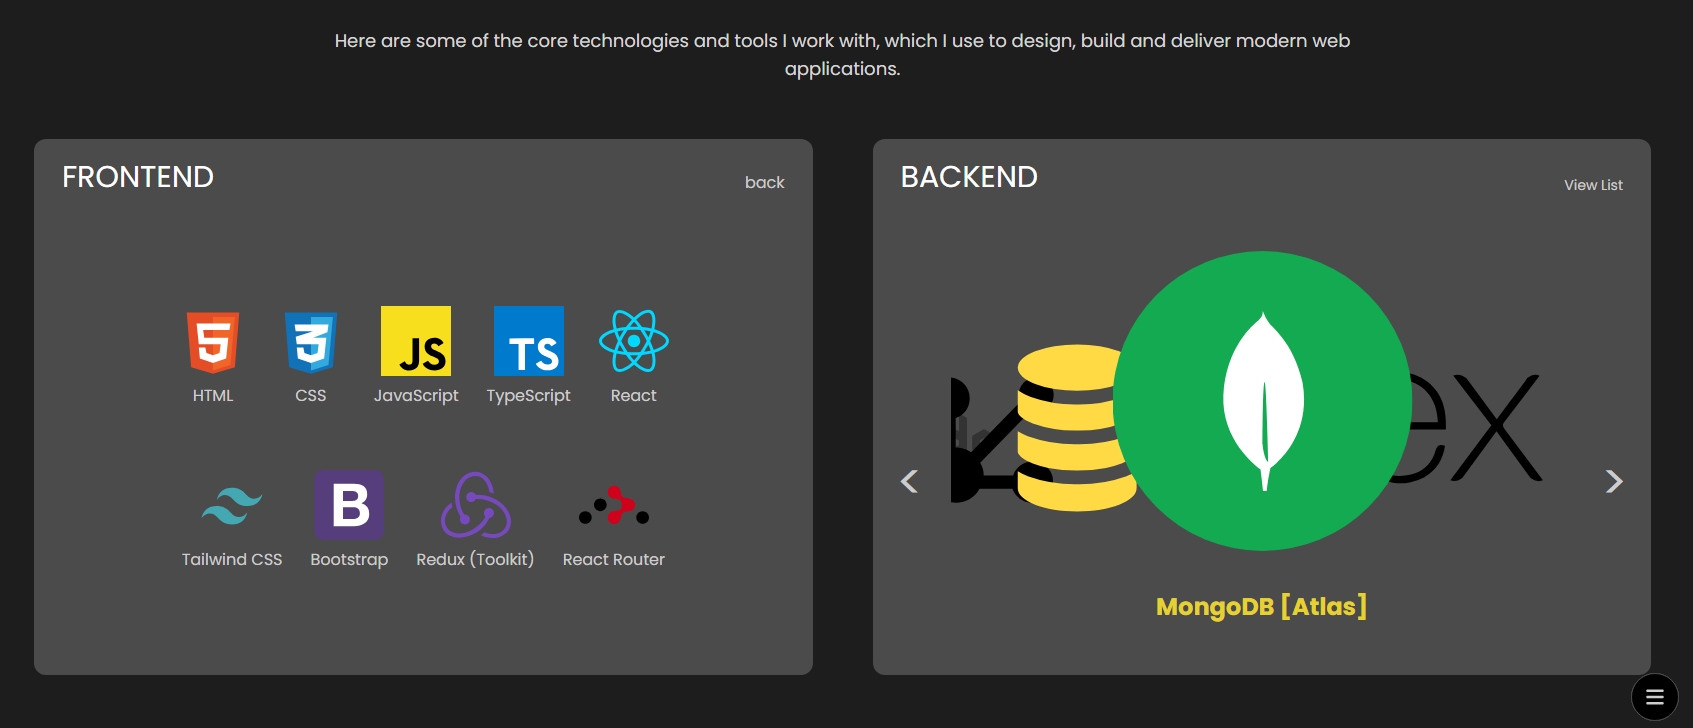 Here are some of the core technologies and tools I work with, which I use to design, build and deliver modern web
applications.
FRONTEND
back
JS
TS
HTML
CSS
JavaScript
TypeScript
React
B
Tailwind CSS
Bootstrap
Redux (Toolkit)
React Router
BACKEND
View List
ex
MongoDB [Atlas]